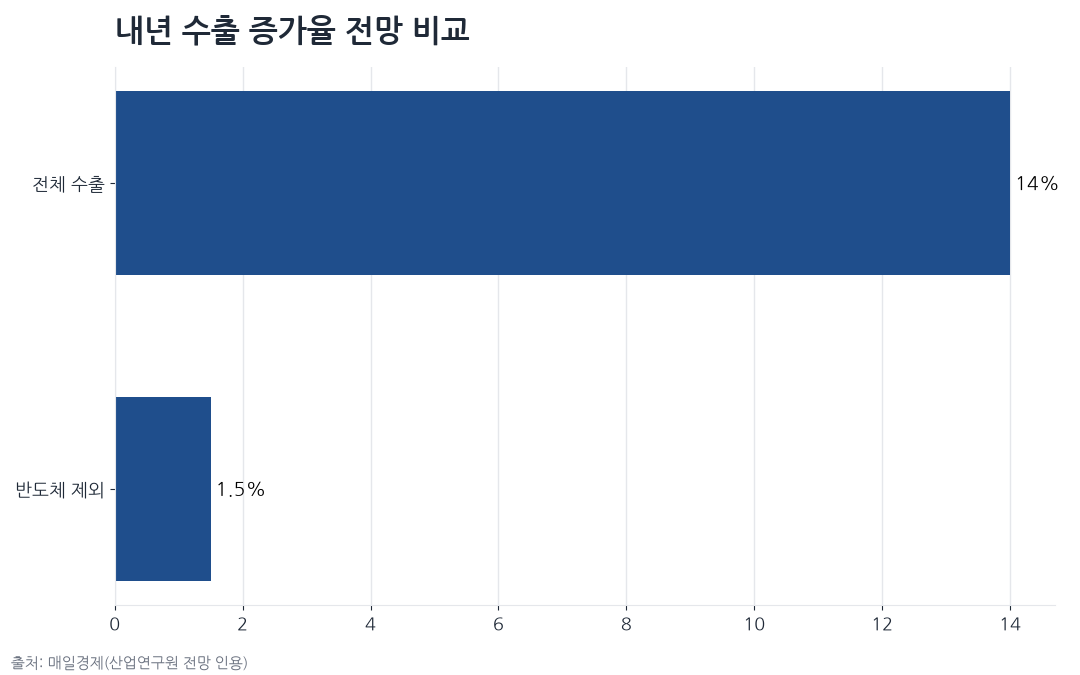 내년 수출 증가율 전망 비교
전체 수출
14%
반도체 제외
1.5%
0 2 4 6 8 10 12 14
출처: 매일경제(산업연구원 전망 인용)